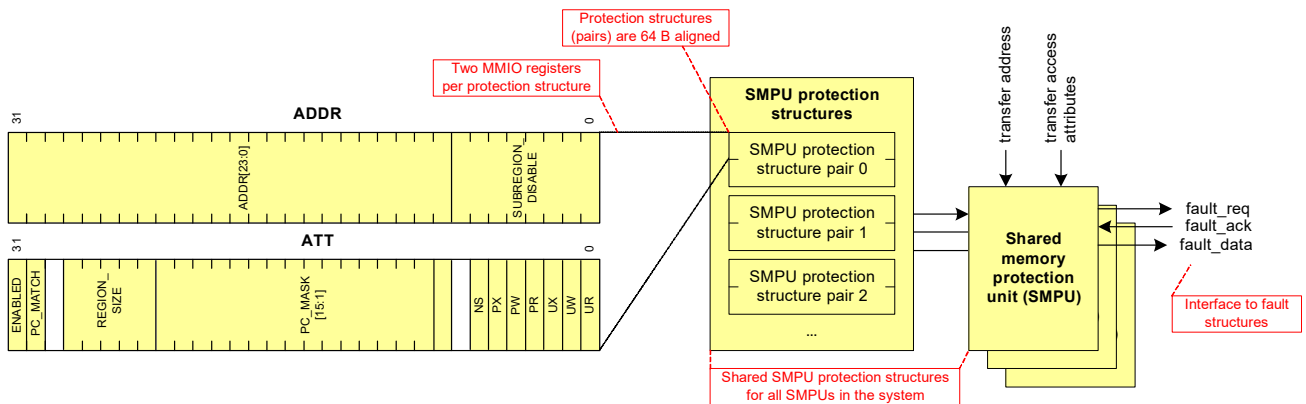 Protection structures
(pairs) are 64 B aligned
Two MMIO registers
per protection structure
31
ADDR
0
ADDR[23:0]
SUBREGION_
DISABLE
31
ATT
0
ENABLED
PC_MATCH
REGION_
SIZE
PC_MASK
[15:1]
NS
PX
PW
PR
UX
UW
UR
SMPU protection
structures
SMPU protection
structure pair 0
SMPU protection
structure pair 1
SMPU protection
structure pair 2
...
Shared SMPU protection structures
for all SMPUs in the system
transfer address
transfer access
attributes
Shared
memory
protection
unit (SMPU)
fault_req
fault_ack
fault_data
Interface to fault
structures